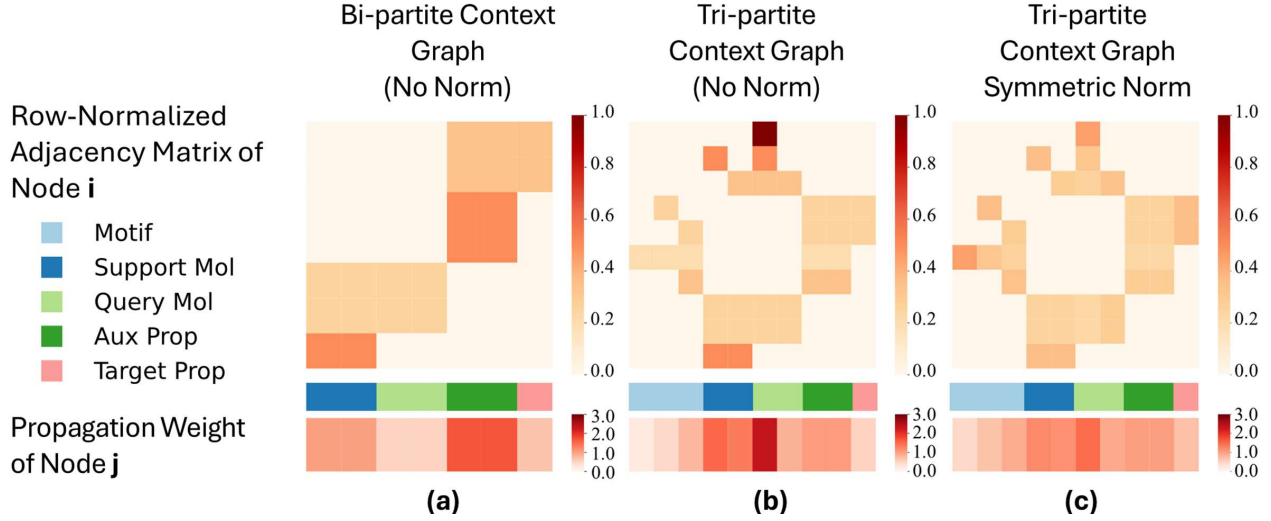 Bi-partite Context
Graph
(No Norm)
Tri-partite
Context Graph
(No Norm)
Tri-partite
Context Graph
Symmetric Norm
Row-Normalized
Adjacency Matrix of
Node i
Motif
Support Mol
Query Mol
Aux Prop
Target Prop
1.0
0.8
0.6
0.4
0.2
0.0
1.0
0.8
0.6
0.4
0.2
0.0
1.0
0.8
0.6
0.4
0.2
0.0
Propagation Weight
of Node j
3.0
2.0
1.0
0.0
3.0
2.0
1.0
0.0
3.0
2.0
1.0
0.0
(a)
(b)
(c)